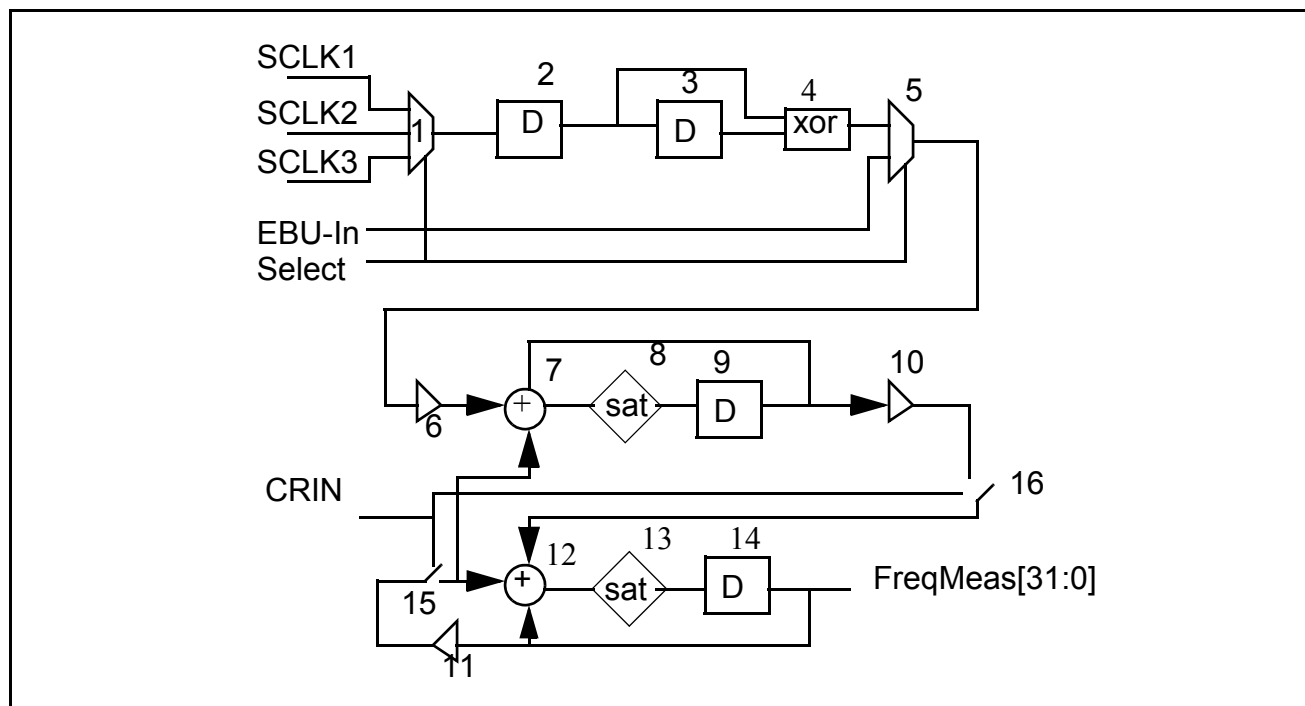 SCLK1
2
3
4
5
SCLK2
1
D
D
xor
SCLK3
EBU-In
Select
7
8
9
10
+
sat
D
6
CRIN
16
12
13
14
+
sat
D
FreqMeas[31:0]
15
11